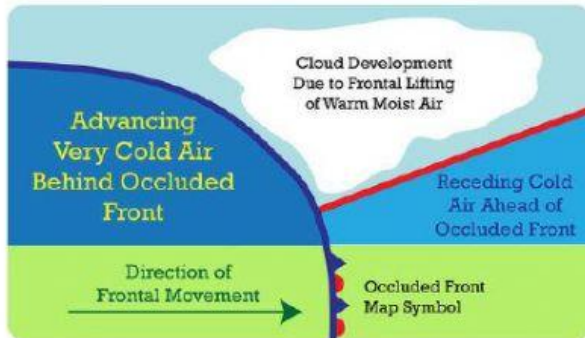 Cloud Development
Due to Frontal Lifting
of Warm Moist Air
Advancing
Very Cold Air
Behind Occluded
Front
Receding Cold
Air Ahead of
Occluded Front
Direction of
Frontal Movement
Occluded Front
Map Symbol